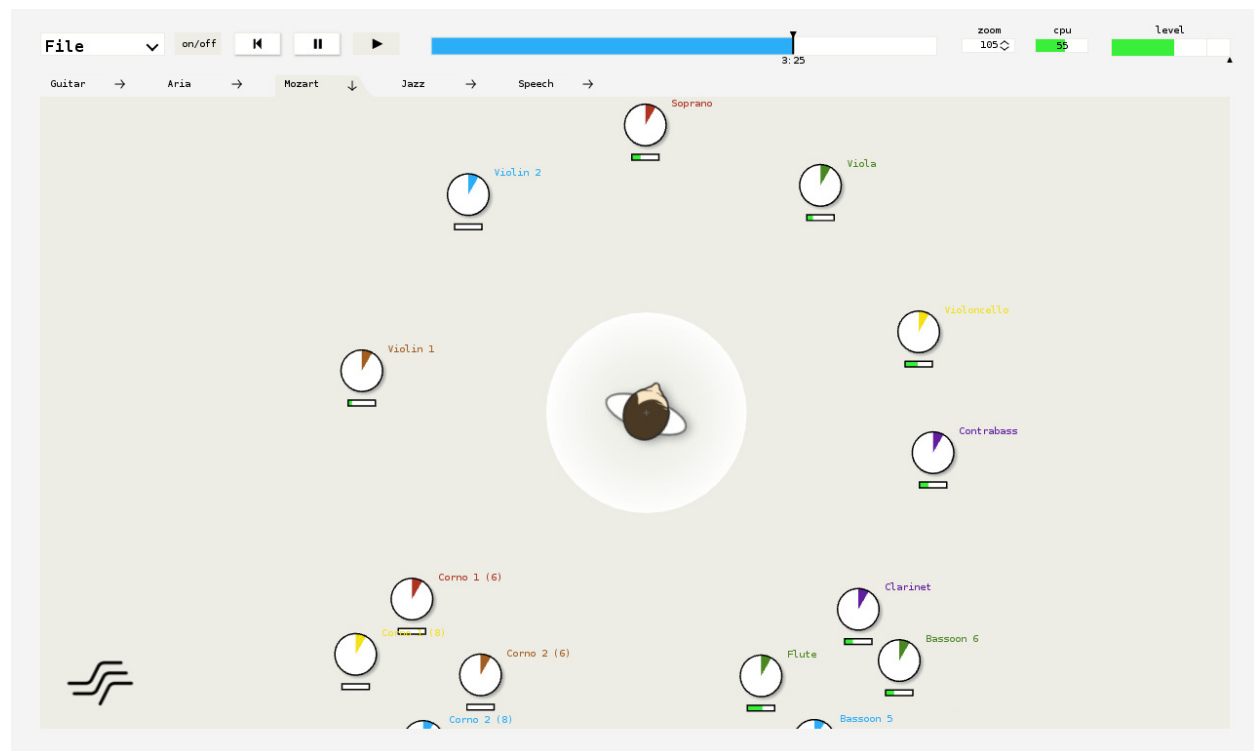 zoom cpu level
File on/off 105 55
3:25
Guitar Aria Mozart Jazz Speech
Soprano
Viola
Violin 2
Violoncello
Violin 1
Contrabass
Corno 1 (6)
Clarinet
(8)
Bassoon 6
Corno 2 (6)
Flute
Corno 2 (8)
Bassoon 5